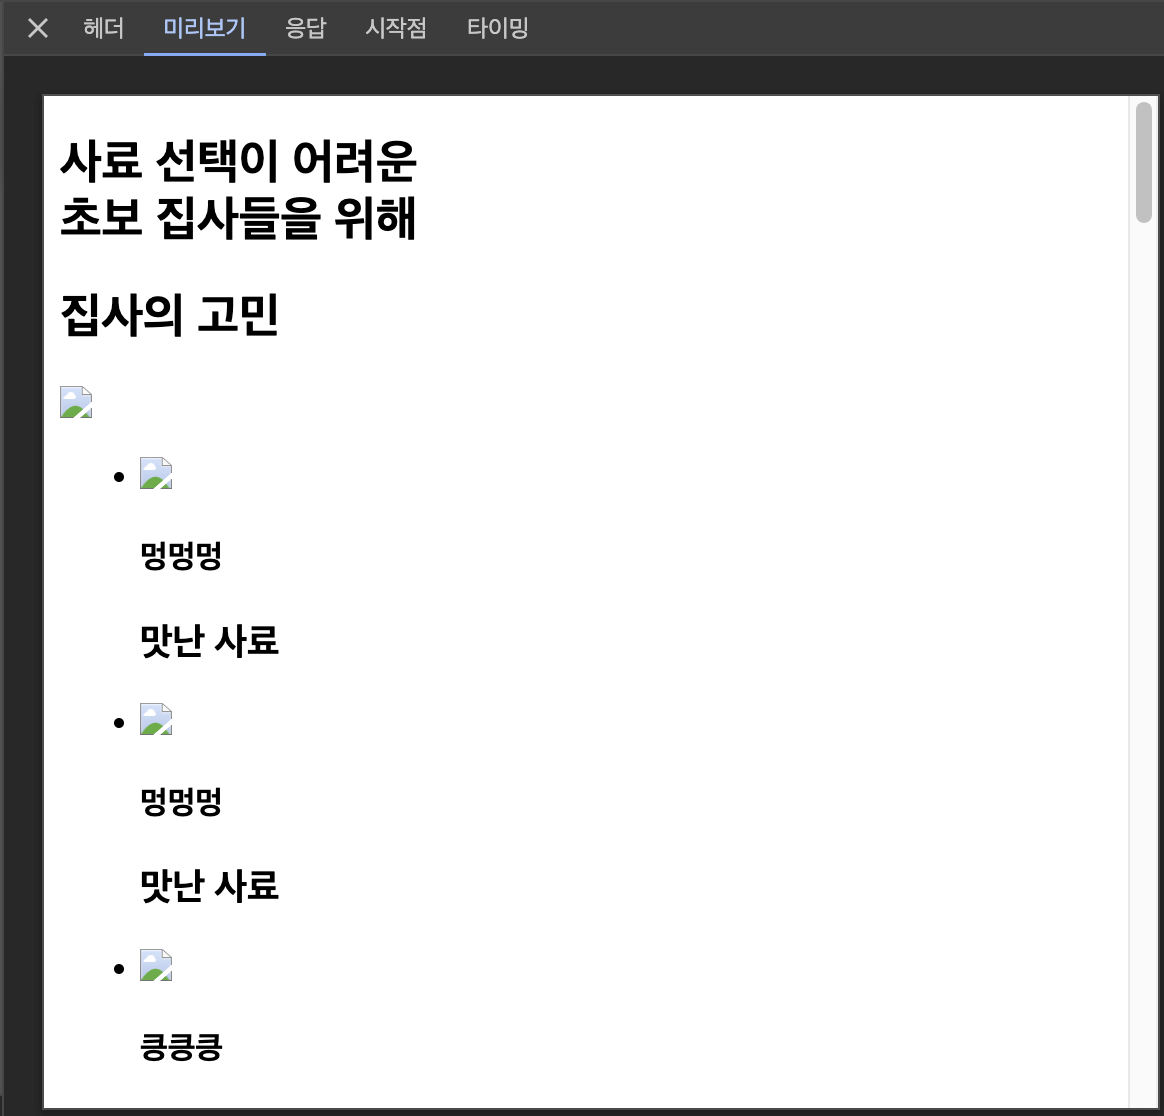 헤더 미리보기 응답 시작점 타이밍
사료 선택이 어려운
초보 집사들을 위해
집사의 고민
멍멍멍
맛난 사료
멍멍멍
맛난 사료
킁킁킁